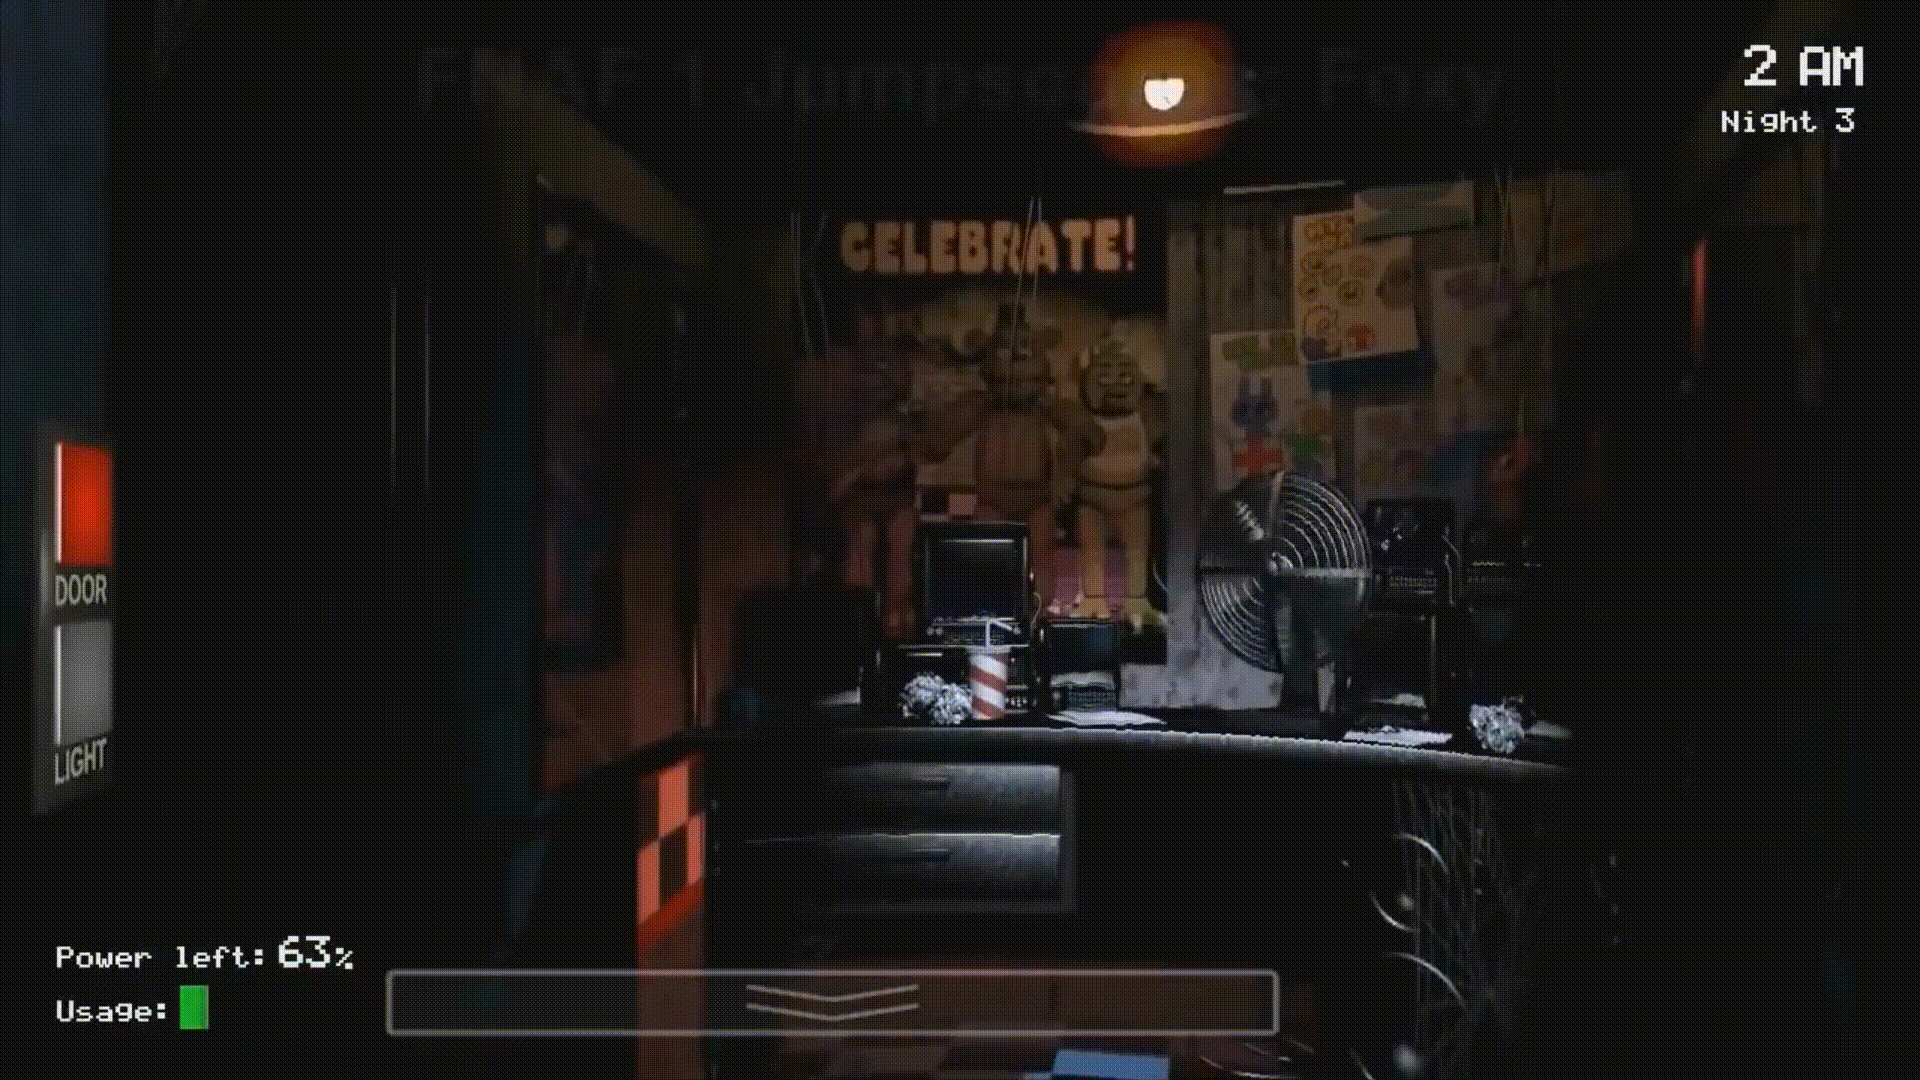 2 AM
Night 3
CELEBRATE!
DOOR
LIGHT
Power left: 63%
Usage: